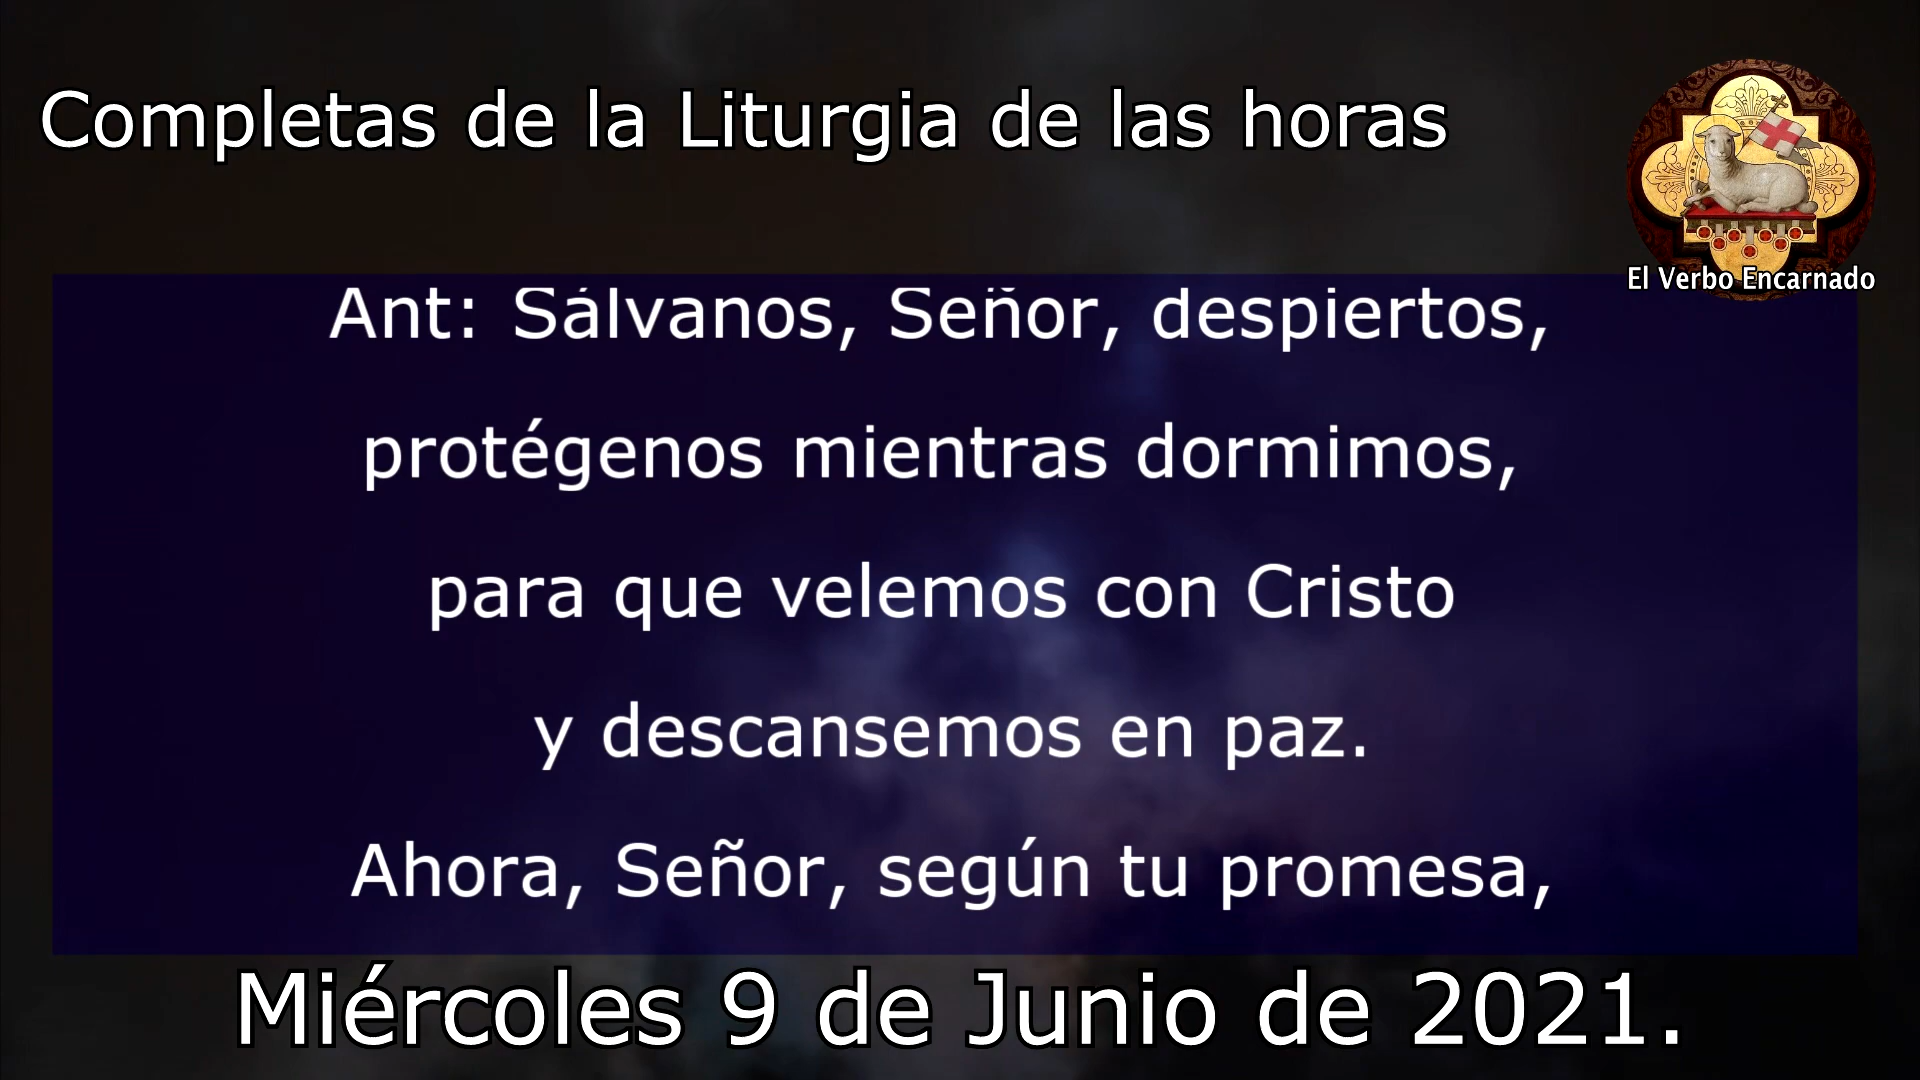 Completas de la Liturgia de las horas
El Verbo Encarnado
Ant: Sálvanos, Señor, despiertos,
protégenos mientras dormimos,
para que velemos con Cristo
y descansemos en paz.
Ahora, Señor, según tu promesa,
Miércoles 9 de Junio de 2021.